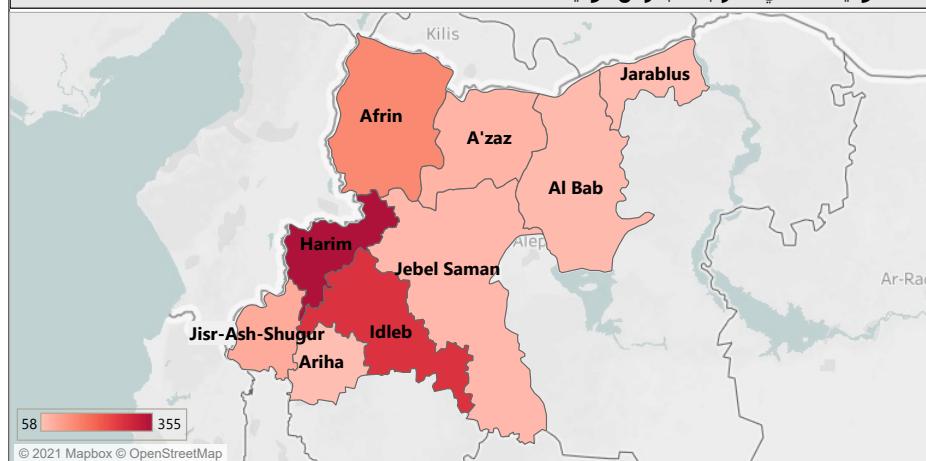 Kilis
Jarablus
Afrin
A'zaz
Al Bab
Harim
Alep
Jebel Saman
Ar-Ra
Jisr-Ash-Shugur
Idleb
Ariha
58
355
© 2021 Mapbox © OpenStreetMap